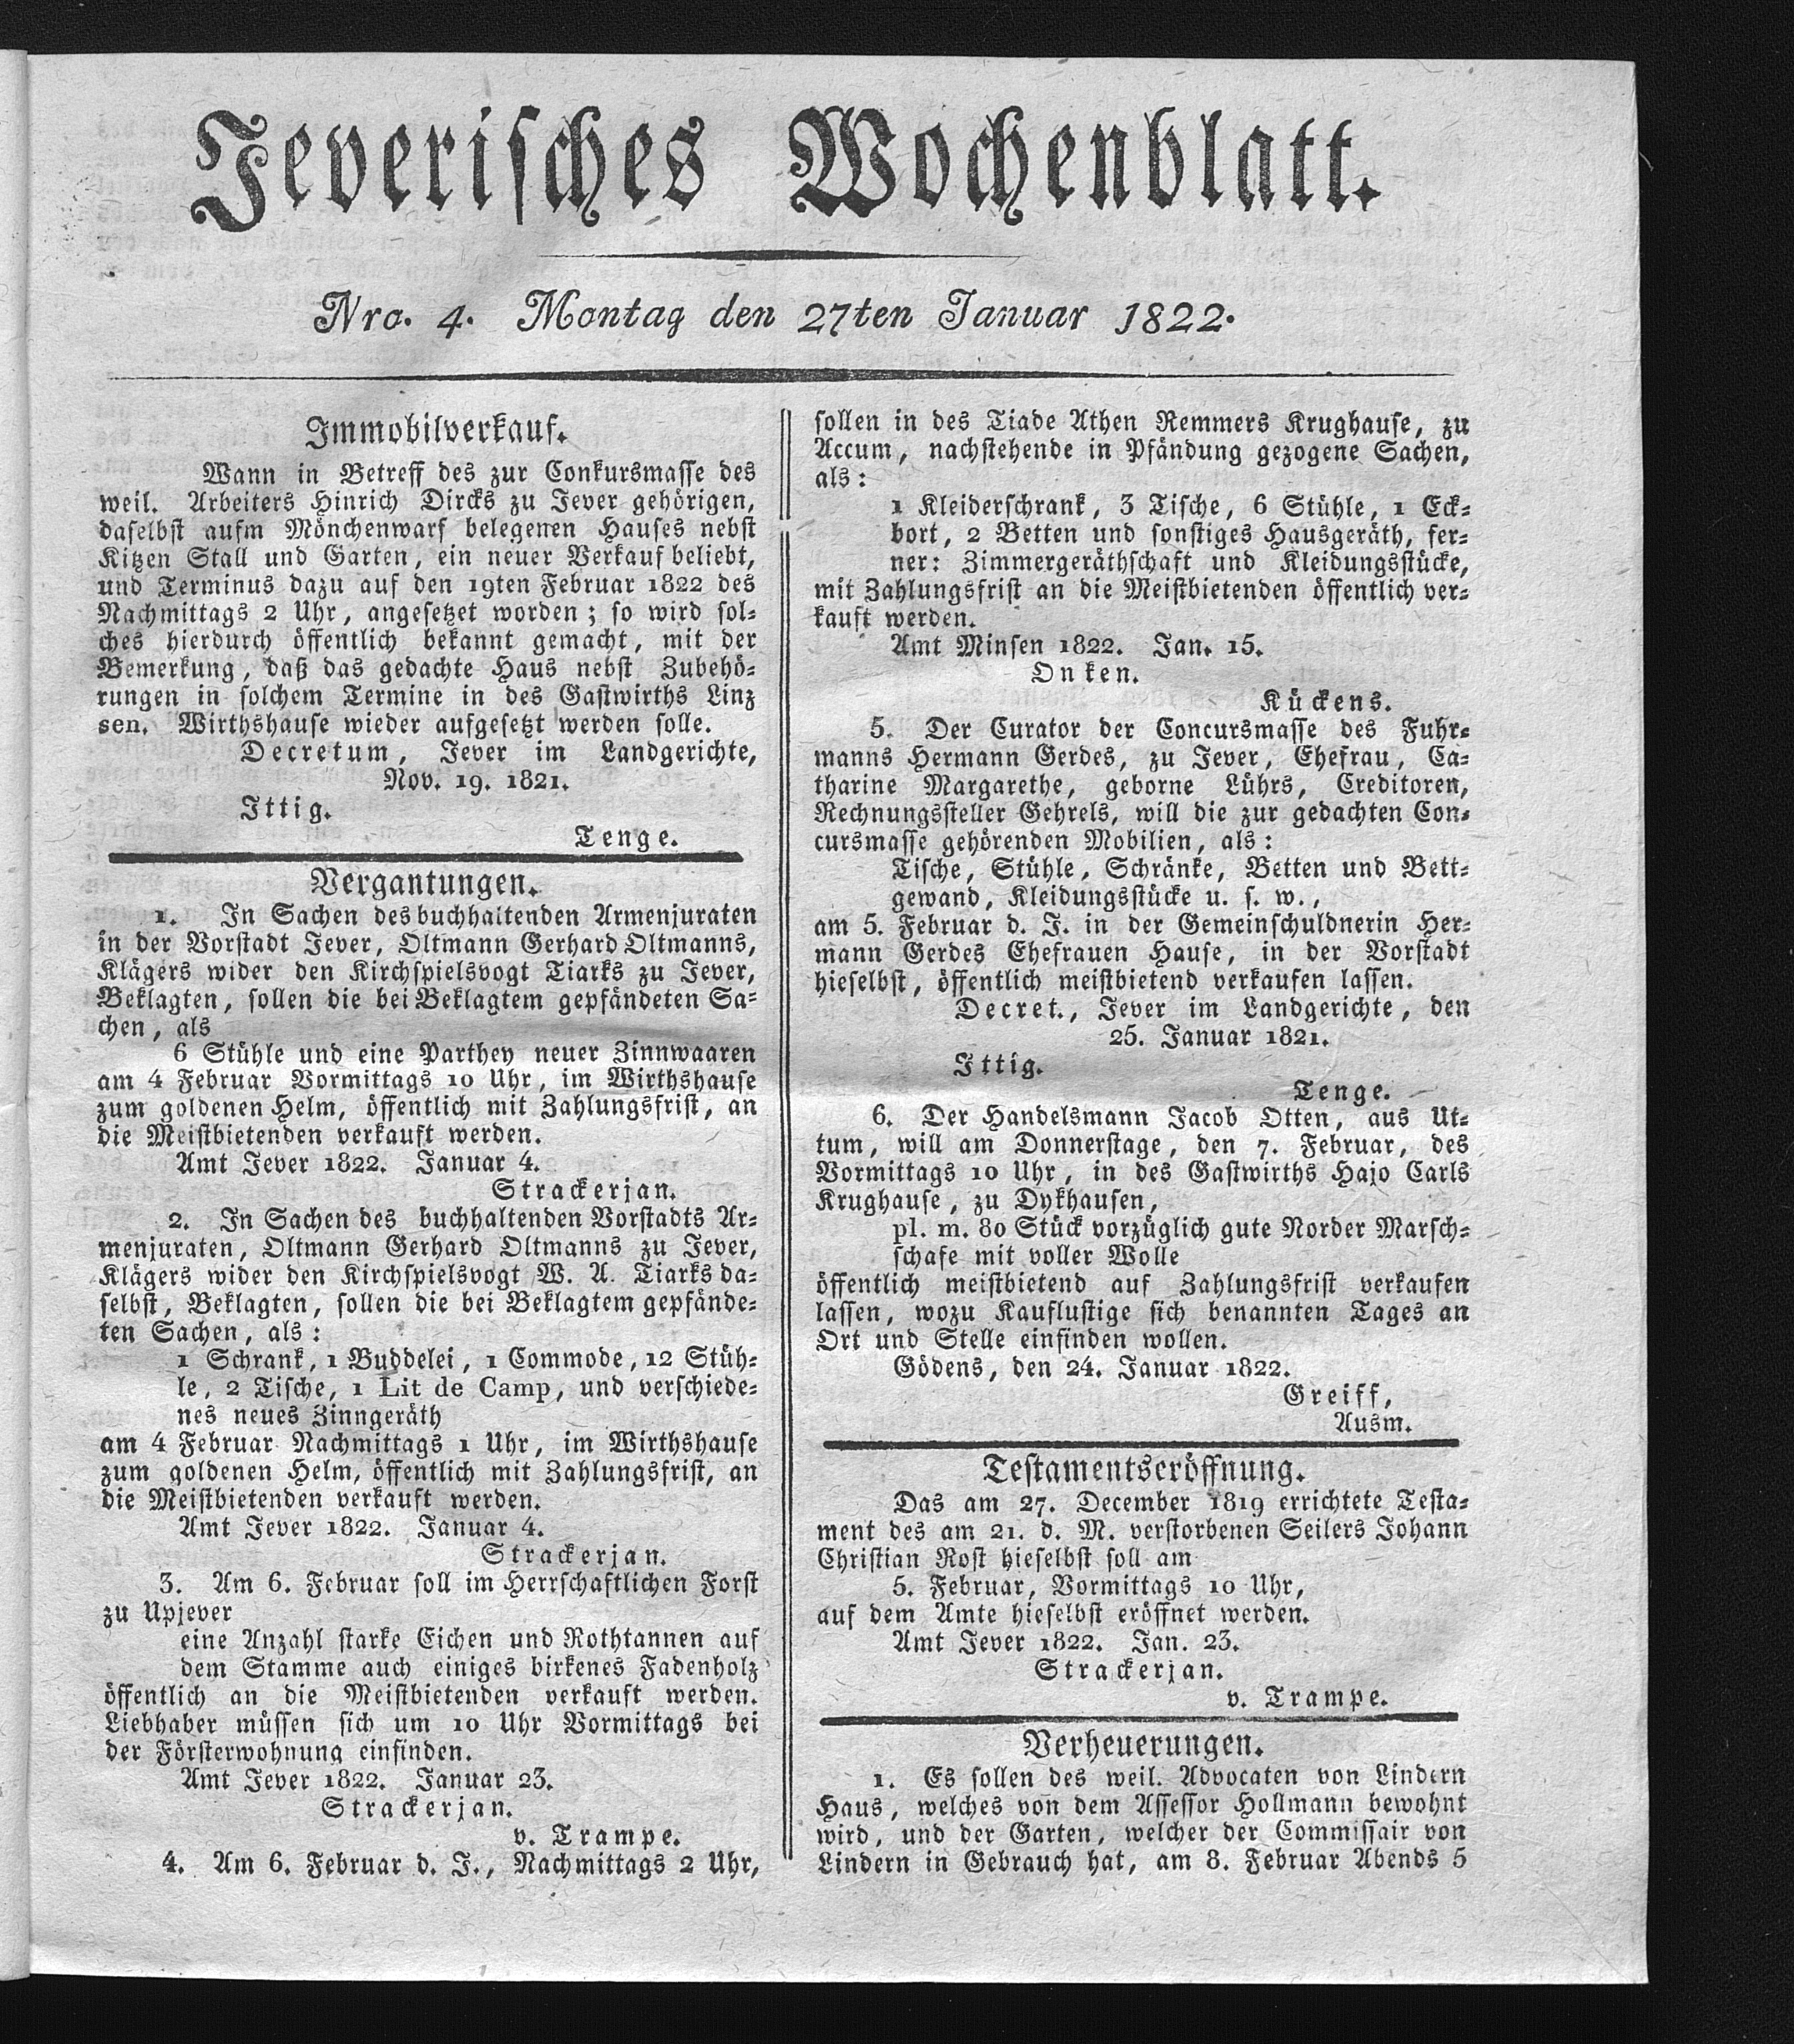 Jeverisches Wochenblatt.
Nro. 4. Montag den 27ten Januar 1822.
Immobilverkauf.
Wann in Betreff des zur Conkursmasse des
weil. Arbeiters Hinrich Dircks zu Jever gehörigen,
daselbst aufm Mönchenwarf belegenen Hauses nebst
Kitzen Stall und Garten, ein neuer Verkauf beliebt,
und Terminus dazu auf den 19ten Februar 1822 des
Nachmittags 2 Uhr, angesetzet worden; so wird sol-
ches hierdurch öffentlich bekannt gemacht, mit der
Bemerkung, daß das gedachte Haus nebst Zubehö-
rungen in solchem Termine in des Gastwirths Linz
sen. Wirthshause wieder aufgesetzt werden solle.
Decretum, Jever im Landgerichte,
Nov. 19. 1821.
Ittig.
Tenge.
Vergantungen.
1. In Sachen des buchhaltenden Armenjuraten
in der Vorstadt Jever, Oltmann Gerhard Oltmanns,
Klägers wider den Kirchspielsvogt Tiarks zu Jever,
Beklagten, sollen die bei Beklagtem gepfändeten Sa-
chen, als
6 Stühle und eine Parthey neuer Zinnwaaren
am 4 Februar Vormittags 10 Uhr, im Wirthshause
zum goldenen Helm, öffentlich mit Zahlungsfrist, an
die Meistbietenden verkauft werden.
Amt Jever 1822. Januar 4.
Strackerjan.
2. In Sachen des buchhaltenden Vorstadts Ar-
menjuraten, Oltmann Gerhard Oltmanns zu Jever,
Klägers wider den Kirchspielsvogt W. A. Tiarks da-
selbst, Beklagten, sollen die bei Beklagtem gepfände-
ten Sachen, als:
1 Schrank, 1 Buddelei, 1 Commode, 12 Stüh-
le, 2 Tische, 1 Lit de Camp, und verschiede-
nes neues Zinngeräth
am 4 Februar Nachmittags 1 Uhr, im Wirthshause
zum goldenen Helm, öffentlich mit Zahlungsfrist, an
die Meistbietenden verkauft werden.
Amt Jever 1822. Januar 4.
Strackerjan.
3. Am 6. Februar soll im Herrschaftlichen Forst
zu Upjever
eine Anzahl starke Eichen und Rothtannen auf
dem Stamme auch einiges birkenes Fadenholz
öffentlich an die Meistbietenden verkauft werden.
Liebhaber müssen sich um 10 Uhr Vormittags bei
der Försterwohnung einfinden.
Amt Jever 1822. Januar 23.
Strackerjan.
v. Trampe.
4. Am 6. Februar d. J., Nachmittags 2 Uhr,
sollen in des Tiade Athen Remmers Krughause, zu
Accum, nachstehende in Pfändung gezogene Sachen,
als:
1 Kleiderschrank, 3 Tische, 6 Stühle, 1 Eck-
bort, 2 Betten und sonstiges Hausgeräth, fer-
ner: Zimmergeräthschaft und Kleidungsstücke,
mit Zahlungsfrist an die Meistbietenden öffentlich ver-
kauft werden.
Amt Minsen 1822. Jan. 15.
Onken.
Kückens.
5. Der Curator der Concursmasse des Fuhr-
manns Hermann Gerdes, zu Jever, Ehefrau, Ca-
tharine Margarethe, geborne Lührs, Creditoren,
Rechnungssteller Gehrels, will die zur gedachten Con-
cursmasse gehörenden Mobilien, als:
Tische, Stühle, Schränke, Betten und Bett-
gewand, Kleidungsstücke u. s. w.,
am 5. Februar d. J. in der Gemeinschuldnerin Her-
mann Gerdes Ehefrauen Hause, in der Vorstadt
hieselbst, öffentlich meistbietend verkaufen lassen.
Decret., Jever im Landgerichte, den
25. Januar 1821.
Ittig.
Tenge.
6. Der Handelsmann Jacob Otten, aus Ut-
tum, will am Donnerstage, den 7. Februar, des
Vormittags 10 Uhr, in des Gastwirths Hajo Carls
Krughause, zu Dykhausen,
pl. m. 80 Stück vorzüglich gute Norder Marsch-
schafe mit voller Wolle
öffentlich meistbietend auf Zahlungsfrist verkaufen
lassen, wozu Kauflustige sich benannten Tages an
Ort und Stelle einfinden wollen.
Gödens, den 24. Januar 1822.
Greiff,
Ausm.
Testamentseröffnung.
Das am 27. December 1819 errichtete Testa-
ment des am 21. d. M. verstorbenen Seilers Johann
Christian Rost hieselbst soll am
5. Februar, Vormittags 10 Uhr,
auf dem Amte hieselbst eröffnet werden.
Amt Jever 1822. Jan. 23.
Strackerjan.
v. Trampe.
Verheuerungen.
1. Es sollen des weil. Advocaten von Lindern
Haus, welches von dem Assessor Hollmann bewohnt
wird, und der Garten, welcher der Commissair von
Lindern in Gebrauch hat, am 8. Februar Abends 5